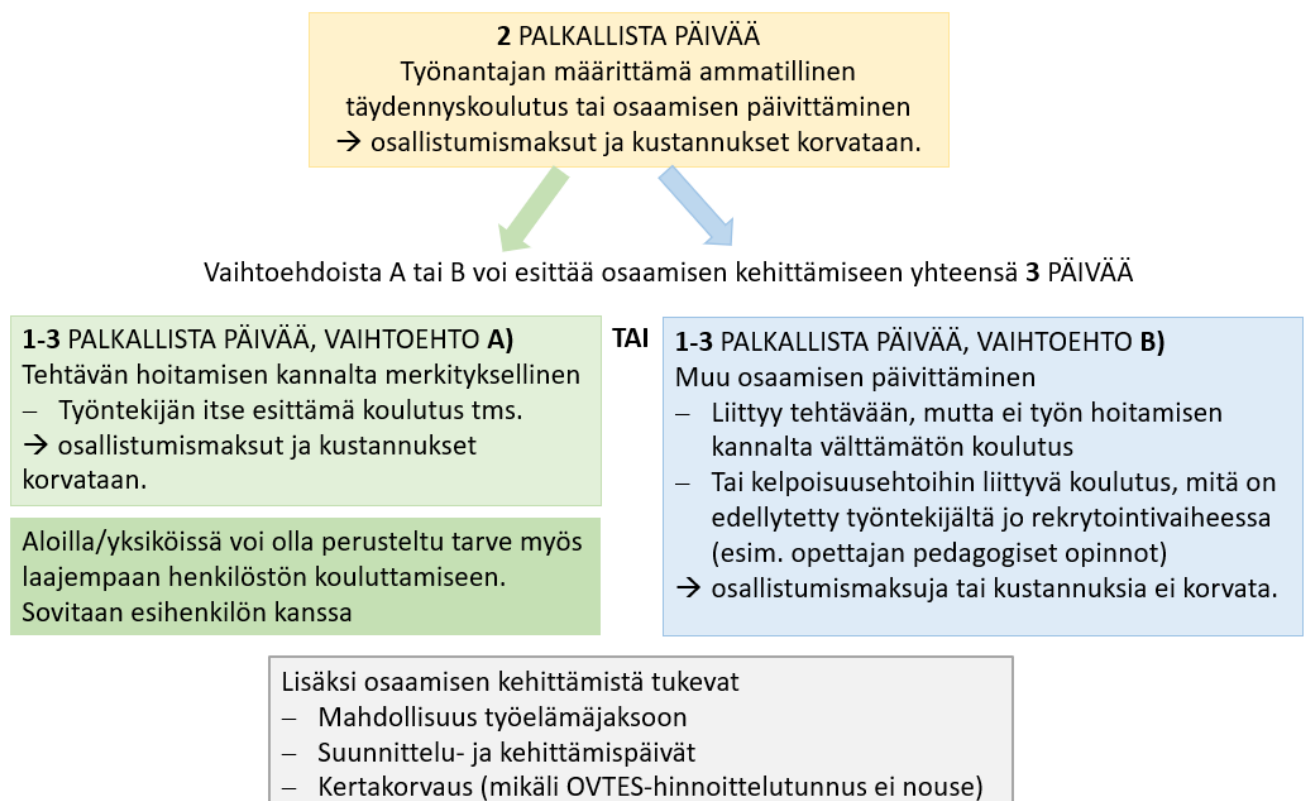 2 PALKALLISTA PÄIVÄÄ
Työnantajan määrittämä ammatillinen
täydennyskoulutus tai osaamisen päivittäminen
→ osallistumismaksut ja kustannukset korvataan.
Vaihtoehdoista A tai B voi esittää osaamisen kehittämiseen yhteensä 3 PÄIVÄÄ
1-3 PALKALLISTA PÄIVÄÄ, VAIHTOEHTO A)
Tehtävän hoitamisen kannalta merkityksellinen
– Työntekijän itse esittämä koulutus tms.
→ osallistumismaksut ja kustannukset
korvataan.
Aloilla/yksiköissä voi olla perusteltu tarve myös
laajempaan henkilöstön kouluttamiseen.
Sovitaan esihenkilön kanssa
TAI
1-3 PALKALLISTA PÄIVÄÄ, VAIHTOEHTO B)
Muu osaamisen päivittäminen
– Liittyy tehtävään, mutta ei työn hoitamisen
kannalta välttämätön koulutus
– Tai kelpoisuusehtoihin liittyvä koulutus, mitä on
edellytetty työntekijältä jo rekrytointivaiheessa
(esim. opettajan pedagogiset opinnot)
→ osallistumismaksuja tai kustannuksia ei korvata.
Lisäksi osaamisen kehittämistä tukevat
– Mahdollisuus työelämäjaksoon
– Suunnittelu- ja kehittämispäivät
– Kertakorvaus (mikäli OVTES-hinnoittelutunnus ei nouse)